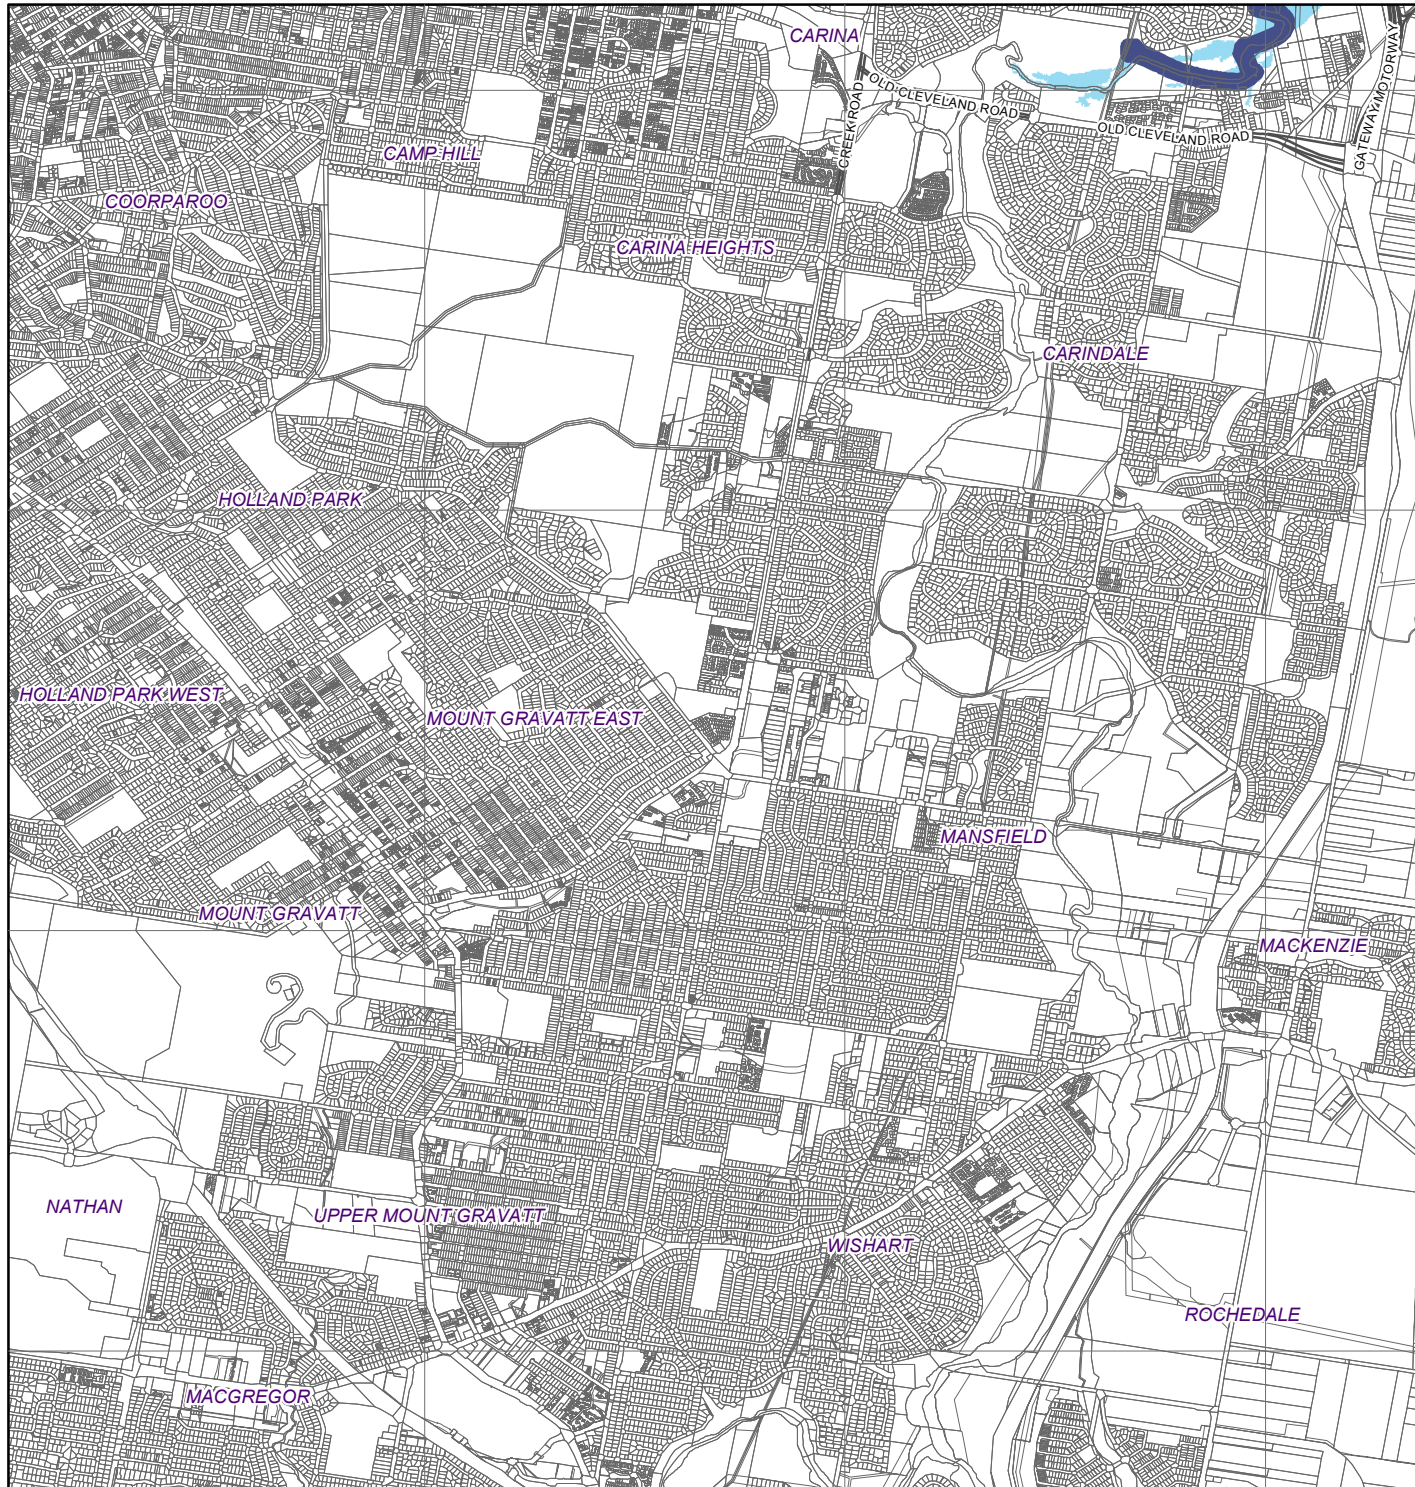 CARINA
OLD CLEVELAND ROAD
CREEK ROAD
OLD CLEVELAND ROAD
GATEWAY MOTORWAY
CAMP HILL
COORPAROO
CARINA HEIGHTS
CARINDALE
HOLLAND PARK
HOLLAND PARK WEST
MOUNT GRAVATT EAST
MANSFIELD
MOUNT GRAVATT
MACKENZIE
NATHAN
UPPER MOUNT GRAVATT
WISHART
ROCHEDALE
MACGREGOR